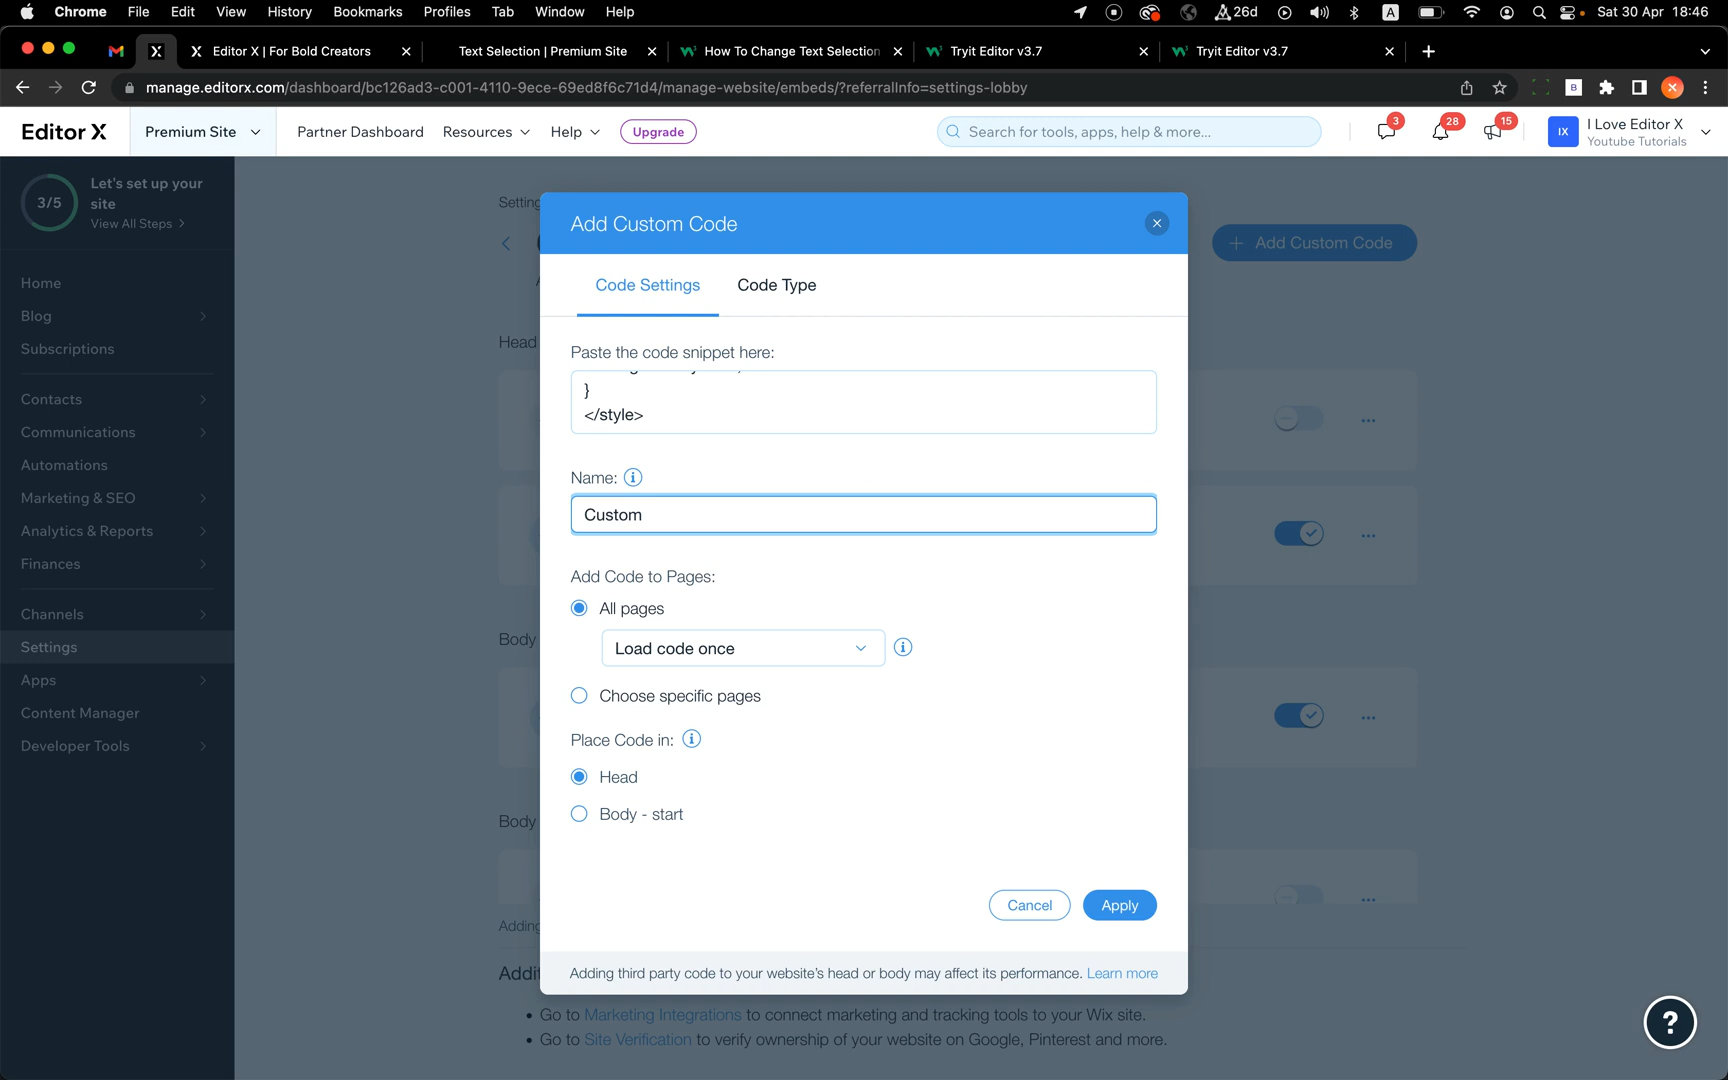 Chrome File Edit View History Bookmarks Profiles Tab Window Help 26d A Sat 30 Apr 18:46
Editor X | For Bold Creators Text Selection | Premium Site How To Change Text Selection Tryit Editor v3.7 Tryit Editor v3.7
manage.editorx.com/dashboard/bc126ad3-c001-4110-9ece-69ed8f6c71d4/manage-website/embeds/?referralInfo=settings-lobby
Editor X Premium Site Partner Dashboard Resources Help Upgrade Search for tools, apps, help & more... 3 28 15 IX I Love Editor X
Youtube Tutorials
3/5 Let's set up your
site
View All Steps
Home
Blog
Subscriptions
Contacts
Communications
Automations
Marketing & SEO
Analytics & Reports
Finances
Channels
Settings
Apps
Content Manager
Developer Tools
Setting
Add Custom Code
Head
Body
Body
Adding
Addit
Add Custom Code
Code Settings Code Type
Paste the code snippet here:
}
</style>
Name:
Custom
Add Code to Pages:
All pages
Load code once
Choose specific pages
Place Code in:
Head
Body - start
Cancel Apply
Adding third party code to your website's head or body may affect its performance. Learn more
• Go to Marketing Integrations to connect marketing and tracking tools to your Wix site.
• Go to Site Verification to verify ownership of your website on Google, Pinterest and more.
?